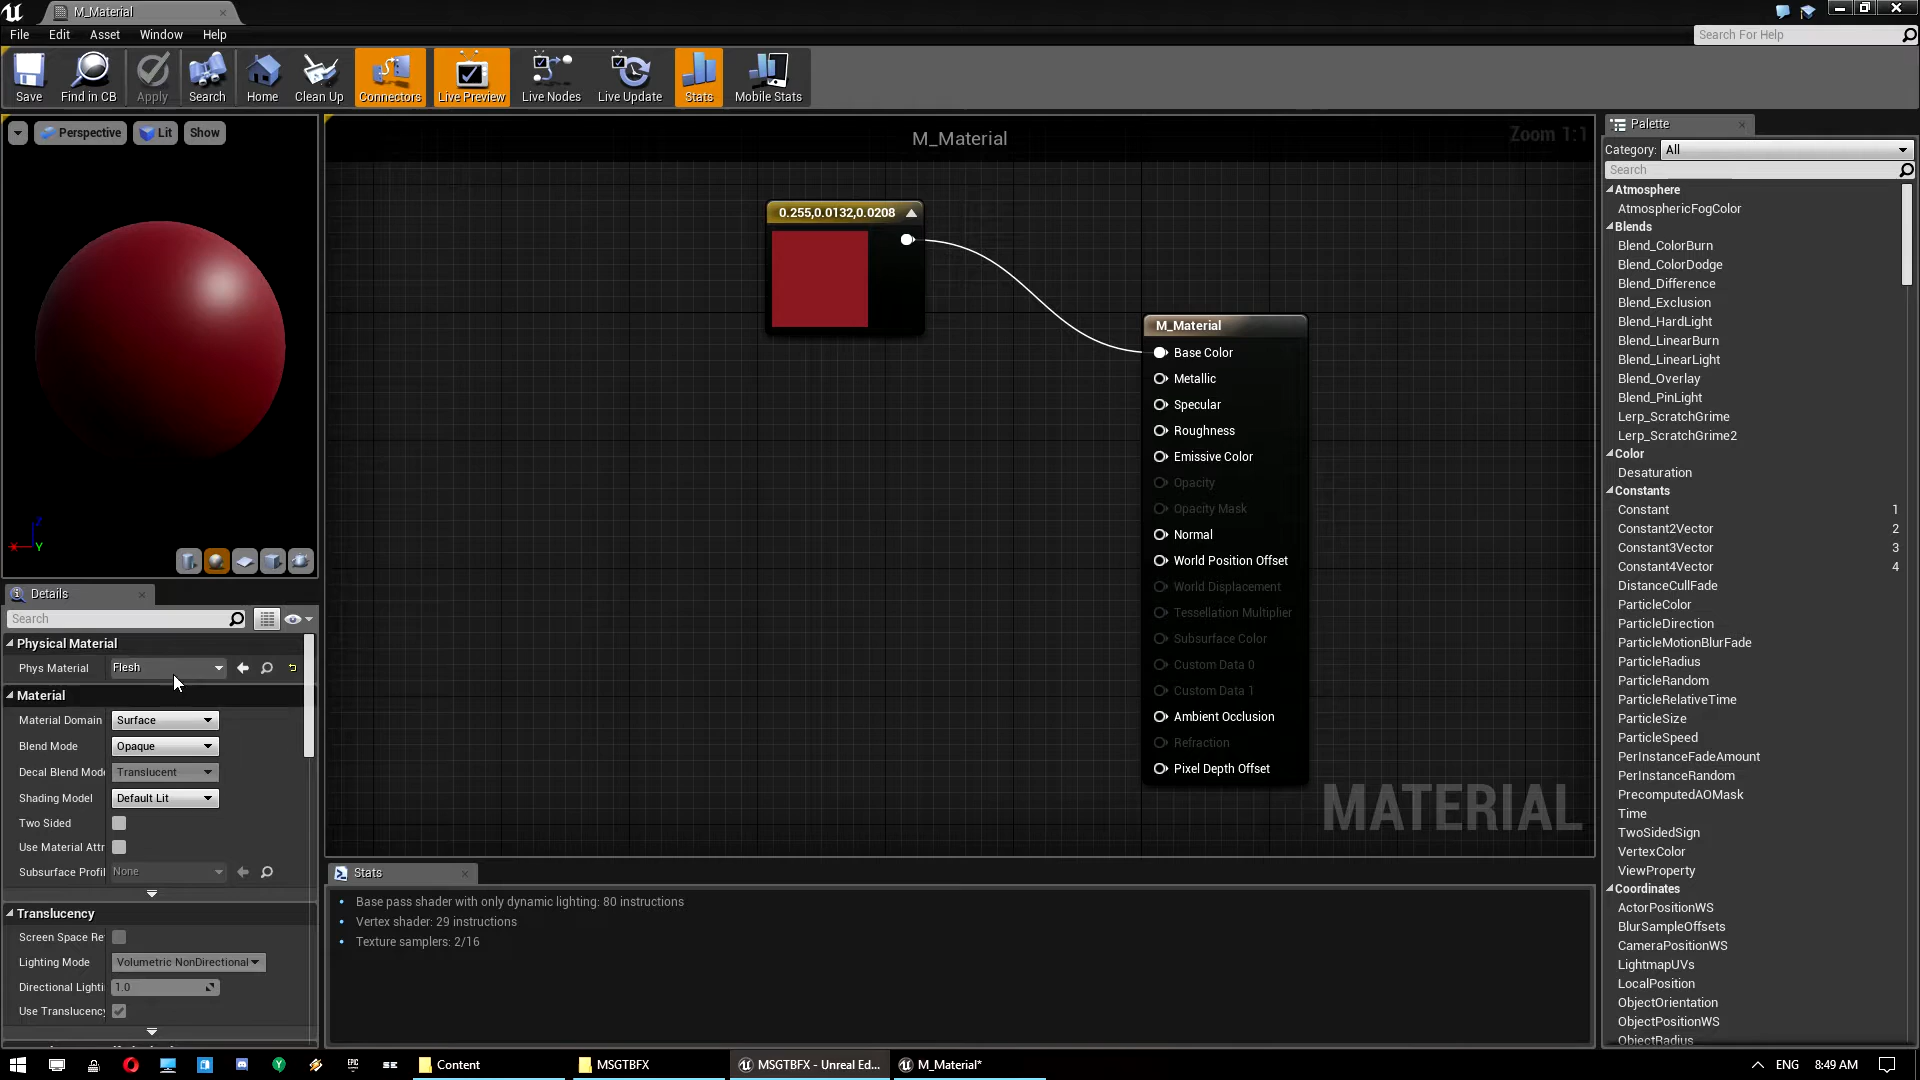 M_Material
File Edit Asset Window Help
Search For Help
Save Find in CB Apply Search Home Clean Up Connectors Live Preview Live Nodes Live Update Stats Mobile Stats
Perspective Lit Show
M_Material
Zoom 1:1
Palette
Category: All
Search
0.255,0.0132,0.0208
M_Material
Base Color
Metallic
Specular
Roughness
Emissive Color
Opacity
Opacity Mask
Normal
World Position Offset
World Displacement
Tessellation Multiplier
Subsurface Color
Custom Data 0
Custom Data 1
Ambient Occlusion
Refraction
Pixel Depth Offset
MATERIAL
Z
Y
Details
Search
Physical Material
Phys Material Flesh
Material
Material Domain Surface
Blend Mode Opaque
Decal Blend Mode Translucent
Shading Model Default Lit
Two Sided
Use Material Attr
Subsurface Profil None
Translucency
Screen Space Re
Lighting Mode Volumetric NonDirectional
Directional Lighti 1.0
Use Translucency
Stats
Base pass shader with only dynamic lighting: 80 instructions
Vertex shader: 29 instructions
Texture samplers: 2/16
Atmosphere
AtmosphericFogColor
Blends
Blend_ColorBurn
Blend_ColorDodge
Blend_Difference
Blend_Exclusion
Blend_HardLight
Blend_LinearBurn
Blend_LinearLight
Blend_Overlay
Blend_PinLight
Lerp_ScratchGrime
Lerp_ScratchGrime2
Color
Desaturation
Constants
Constant 1
Constant2Vector 2
Constant3Vector 3
Constant4Vector 4
DistanceCullFade
ParticleColor
ParticleDirection
ParticleMotionBlurFade
ParticleRadius
ParticleRandom
ParticleRelativeTime
ParticleSize
ParticleSpeed
PerInstanceFadeAmount
PerInstanceRandom
PrecomputedAOMask
Time
TwoSidedSign
VertexColor
ViewProperty
Coordinates
ActorPositionWS
BlurSampleOffsets
CameraPositionWS
LightmapUVs
LocalPosition
ObjectOrientation
ObjectPositionWS
ObjectRadius
Content
MSGTBFX
MSGTBFX - Unreal Ed...
M_Material*
ENG 8:49 AM